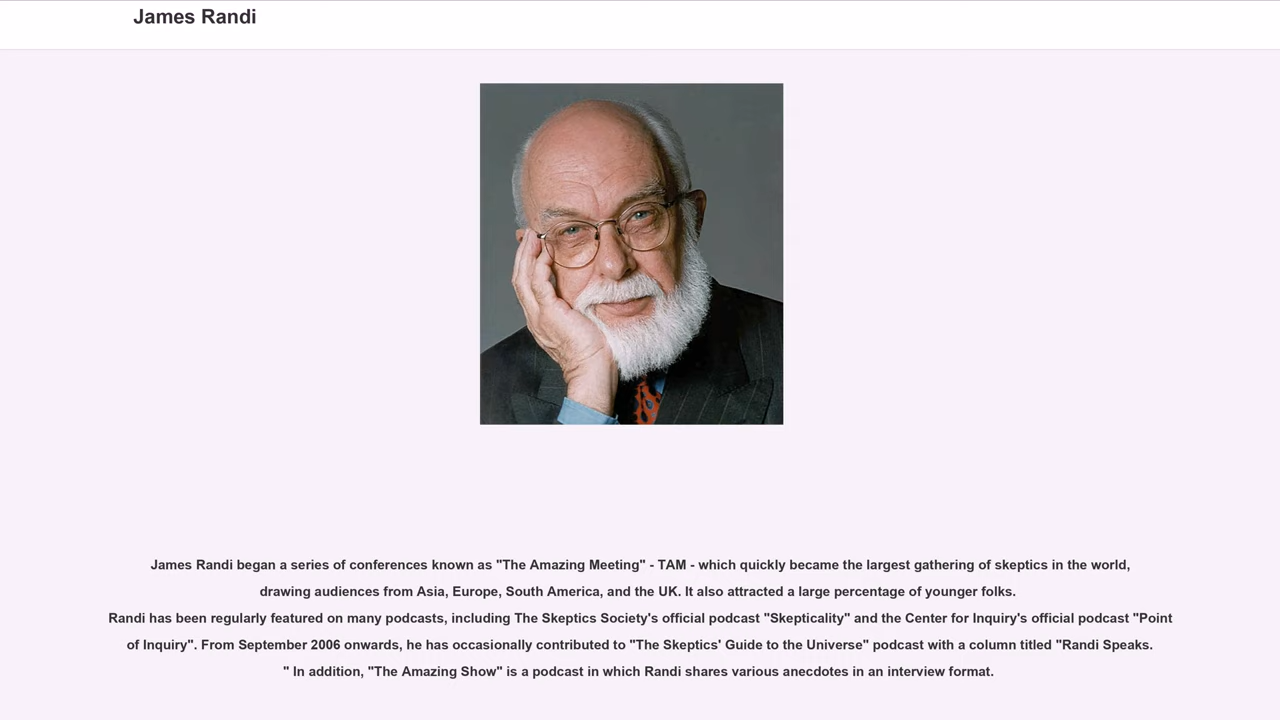 James Randi
James Randi began a series of conferences known as "The Amazing Meeting" - TAM - which quickly became the largest gathering of skeptics in the world,
drawing audiences from Asia, Europe, South America, and the UK. It also attracted a large percentage of younger folks.
Randi has been regularly featured on many podcasts, including The Skeptics Society's official podcast "Skepticality" and the Center for Inquiry's official podcast "Point
of Inquiry". From September 2006 onwards, he has occasionally contributed to "The Skeptics' Guide to the Universe" podcast with a column titled "Randi Speaks.
" In addition, "The Amazing Show" is a podcast in which Randi shares various anecdotes in an interview format.